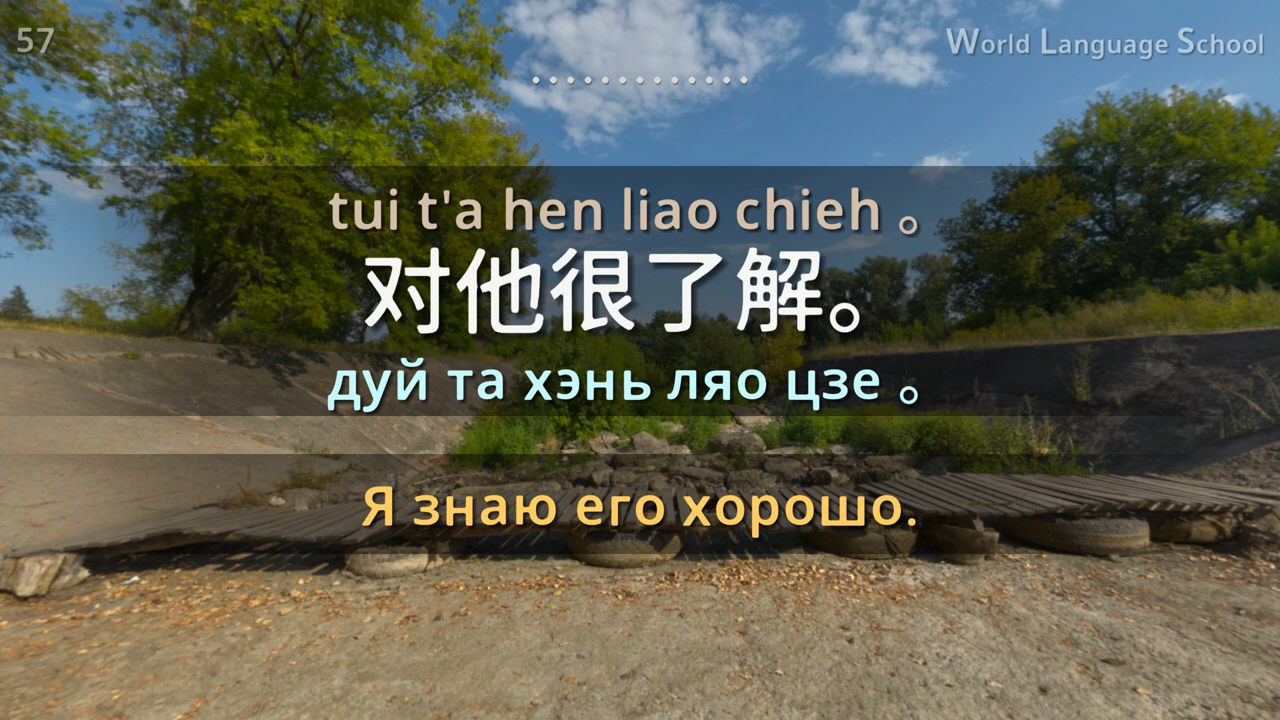 57
World Language School
tui t'a hen liao chieh 。
对他很了解。
дуй та хэнь ляо цзе 。
Я знаю его хорошо.